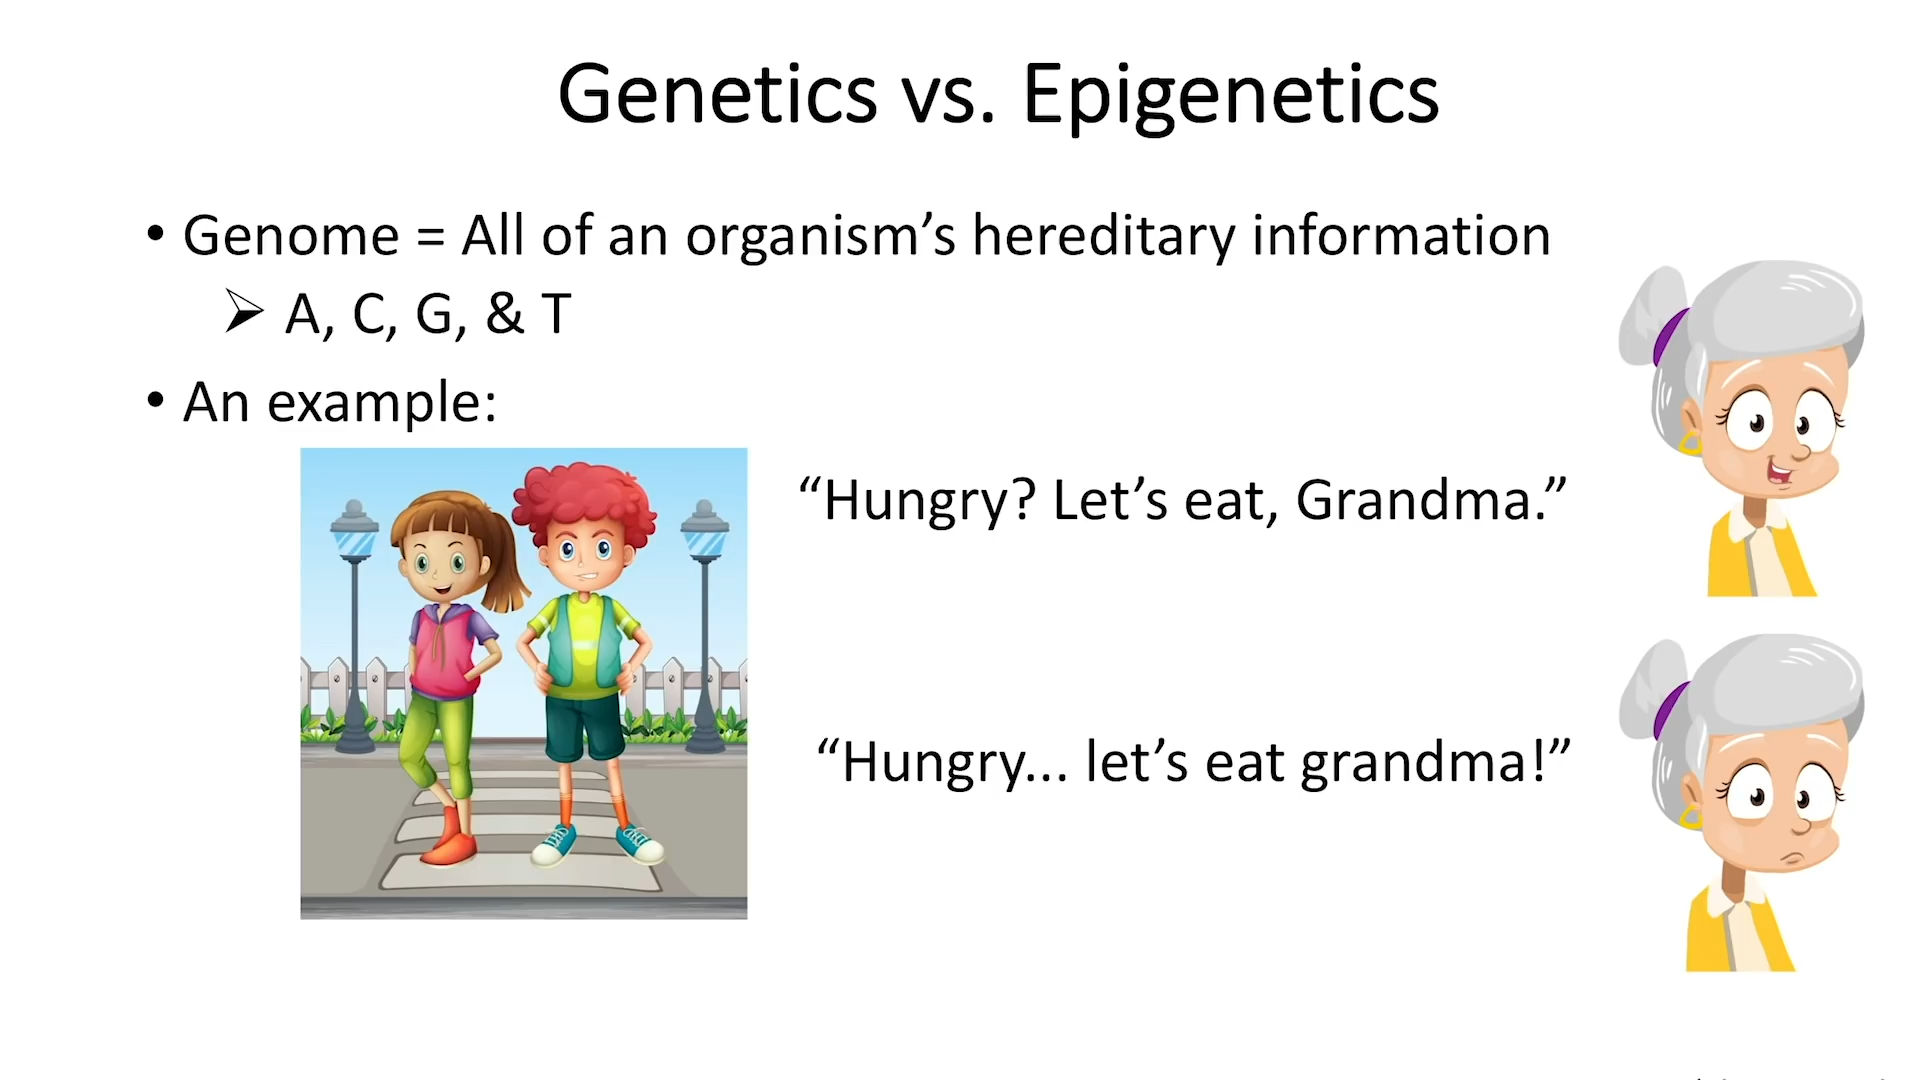 Genetics vs. Epigenetics
• Genome = All of an organism’s hereditary information
➢ A, C, G, & T
• An example:
“Hungry? Let’s eat, Grandma.”
“Hungry... let’s eat grandma!”